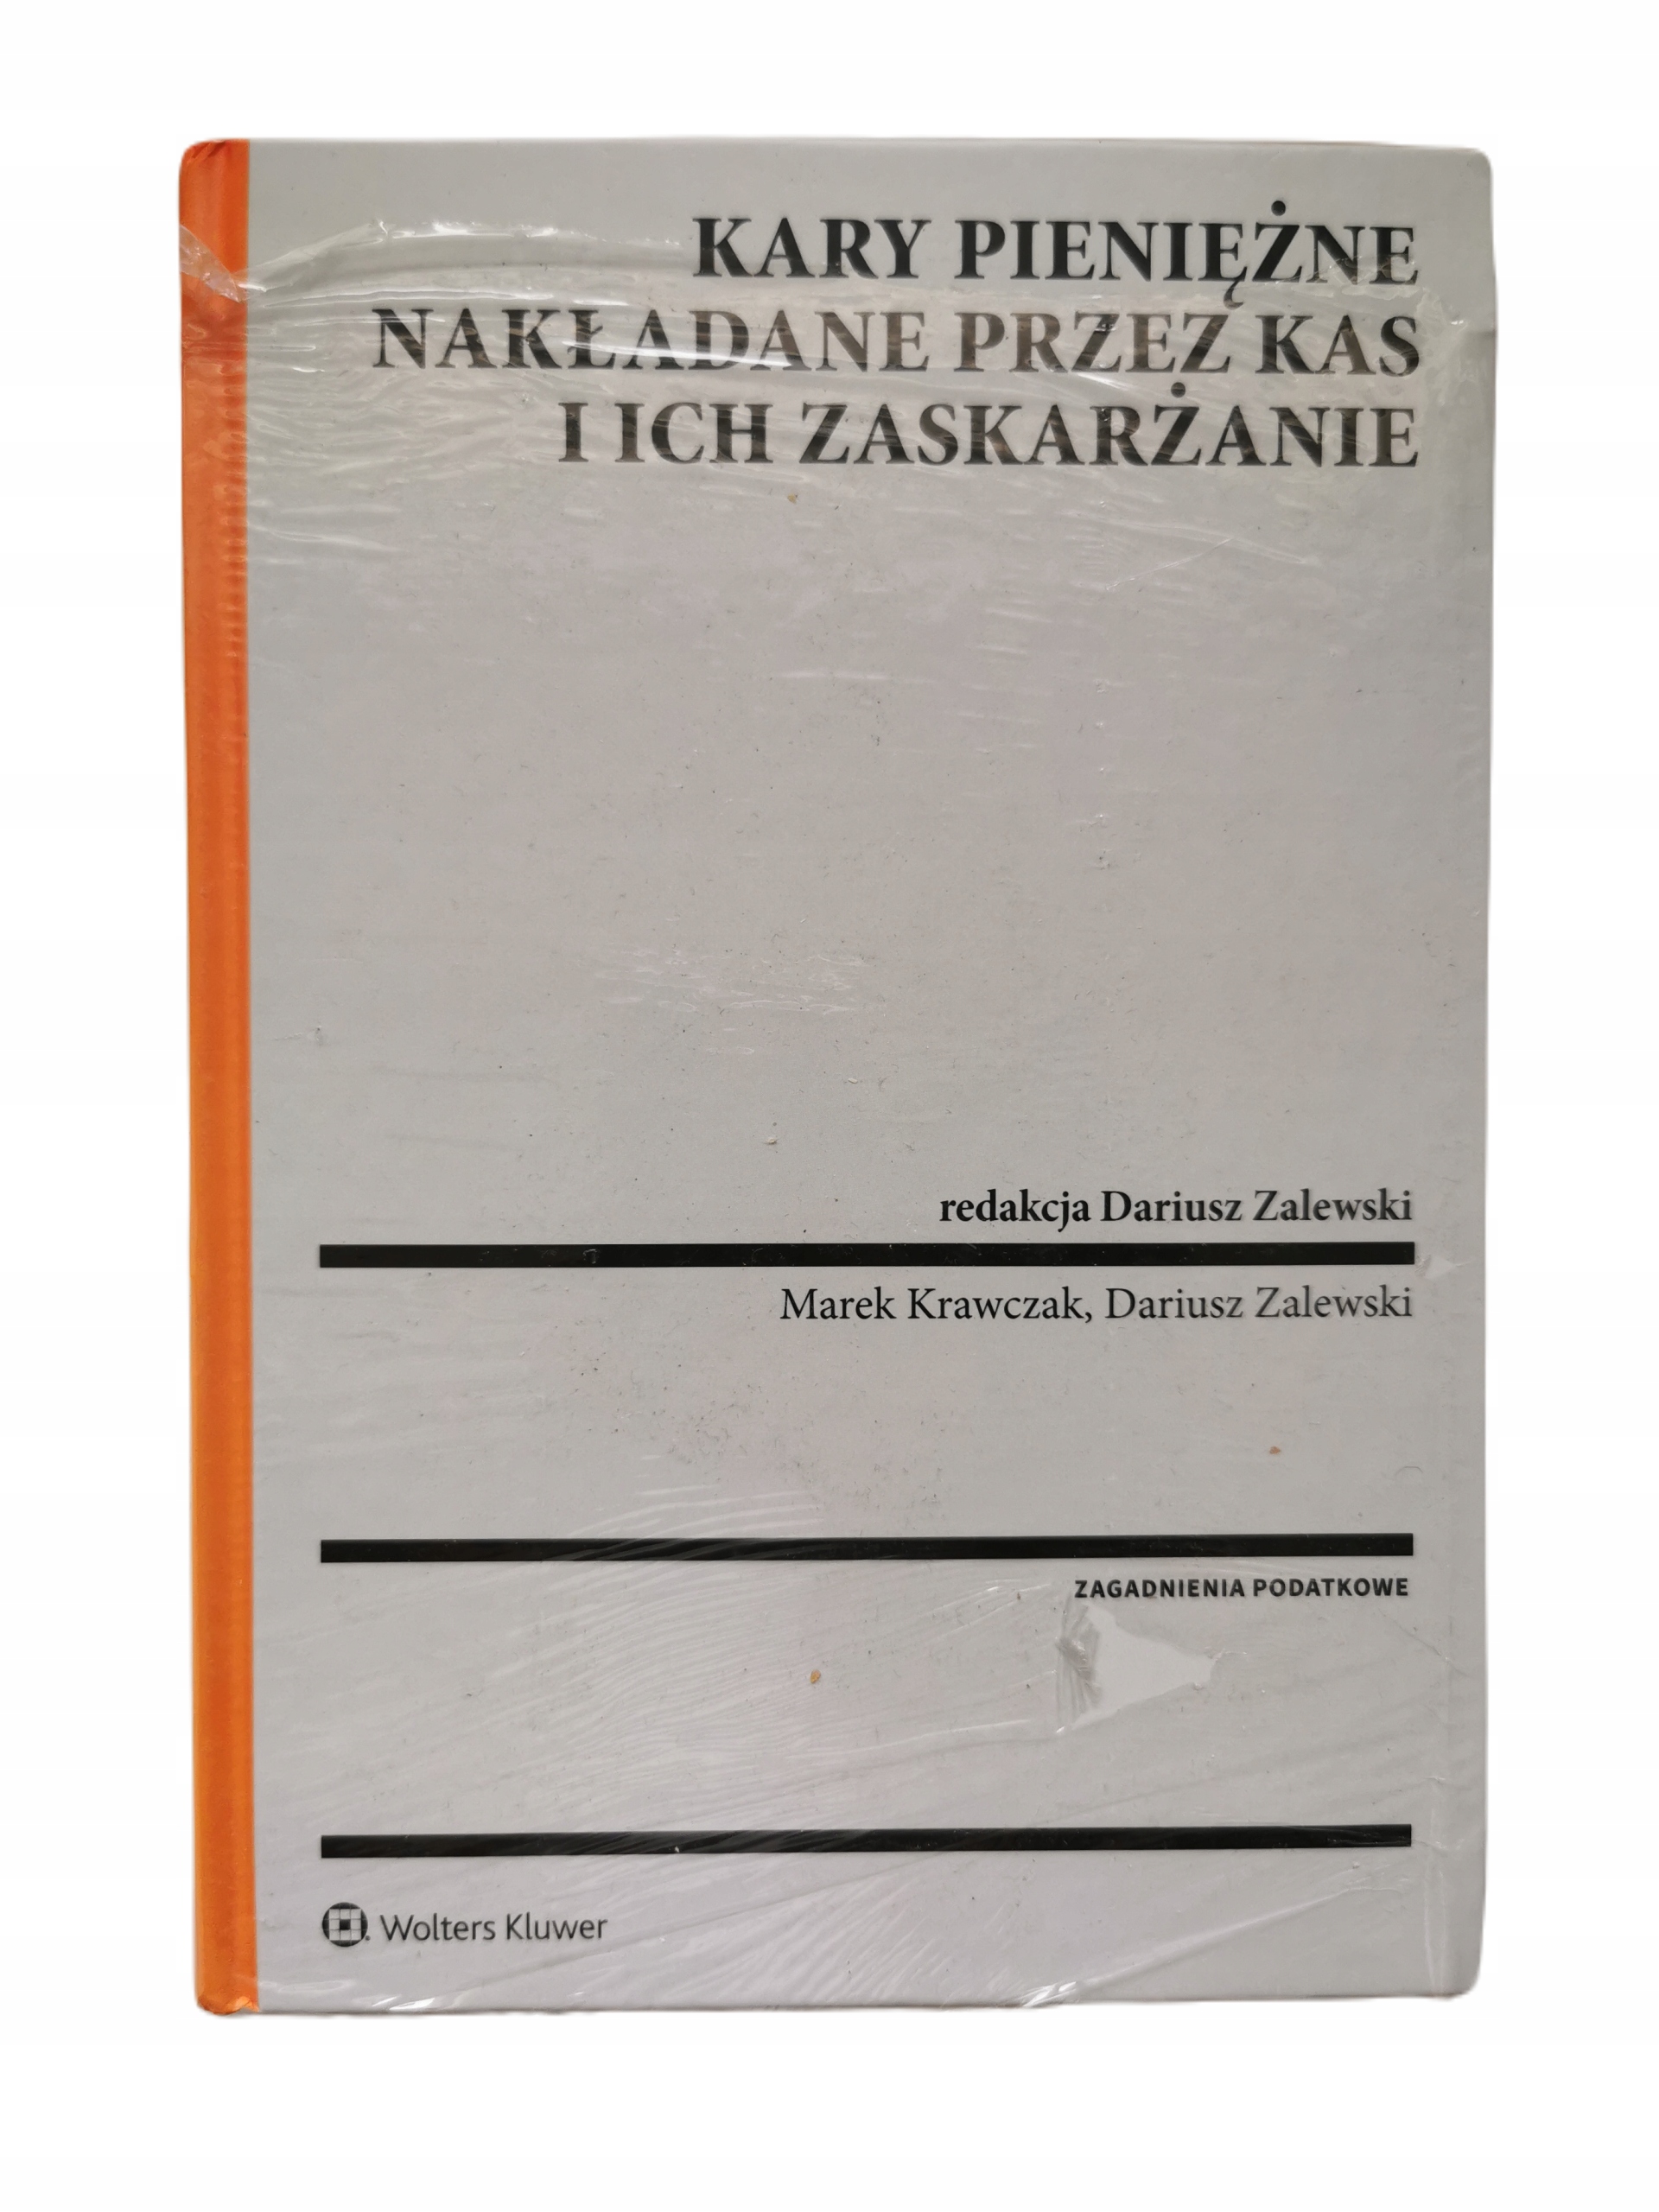 KARY PIENIĘŻNE
NAKŁADANE PRZEZ KAS
I ICH ZASKARŻANIE
redakcja Dariusz Zalewski
Marek Krawczak, Dariusz Zalewski
ZAGADNIENIA PODATKOWE
Wolters Kluwer